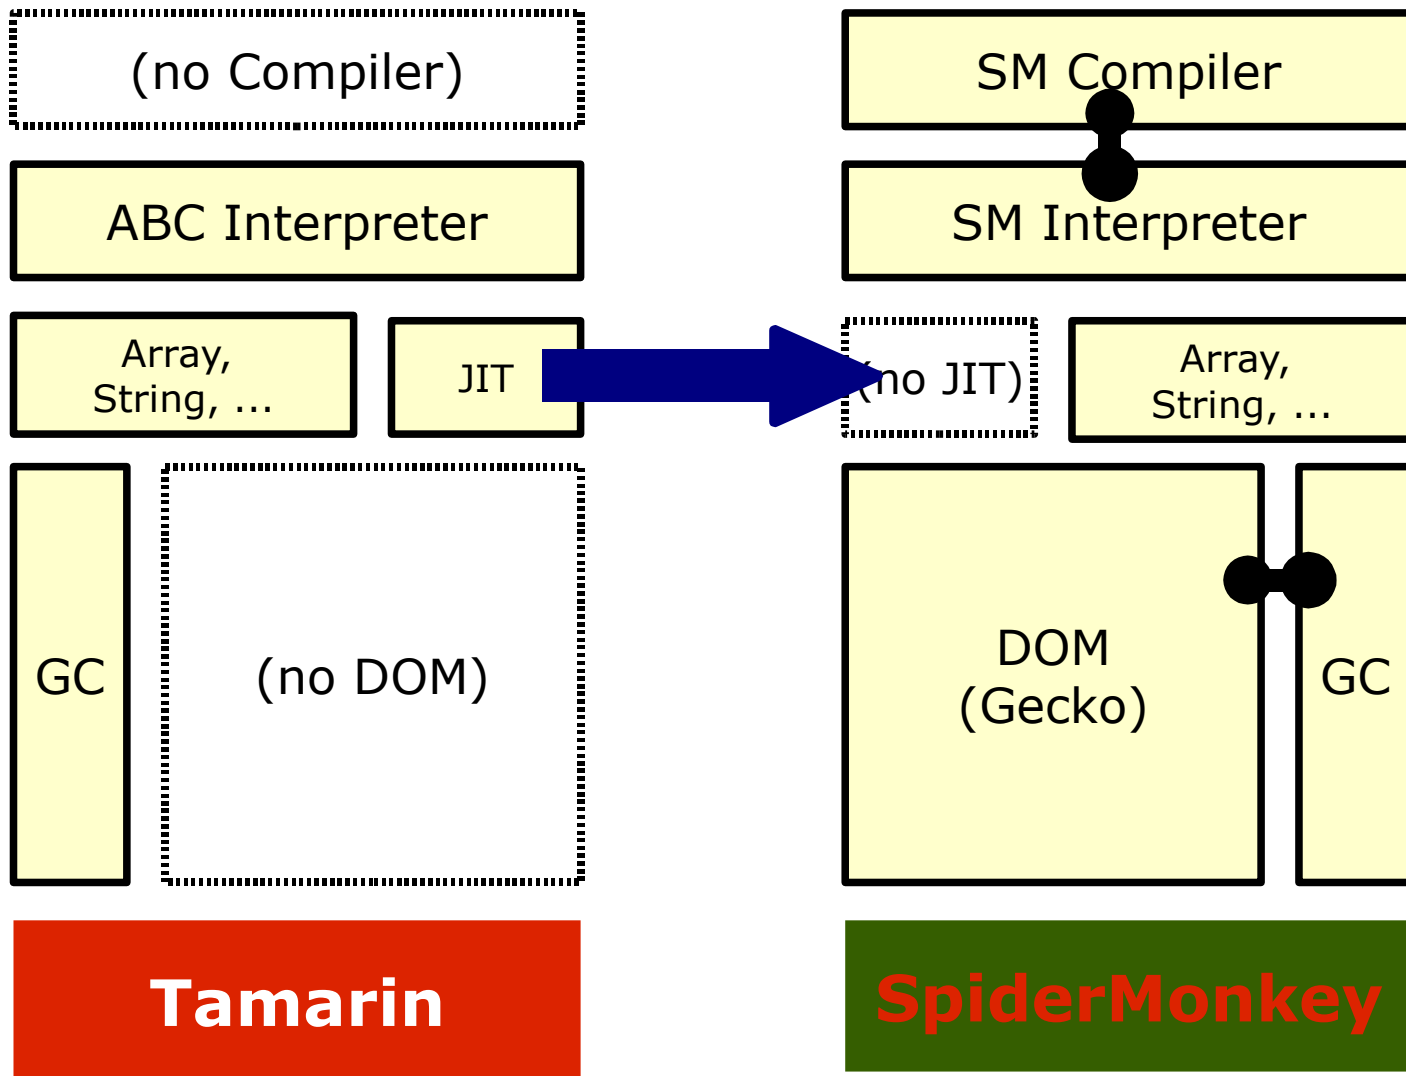 (no Compiler)
ABC Interpreter
Array,
String, ...
JIT
GC
(no DOM)
Tamarin
SM Compiler
SM Interpreter
(no JIT)
Array,
String, ...
DOM
(Gecko)
GC
SpiderMonkey